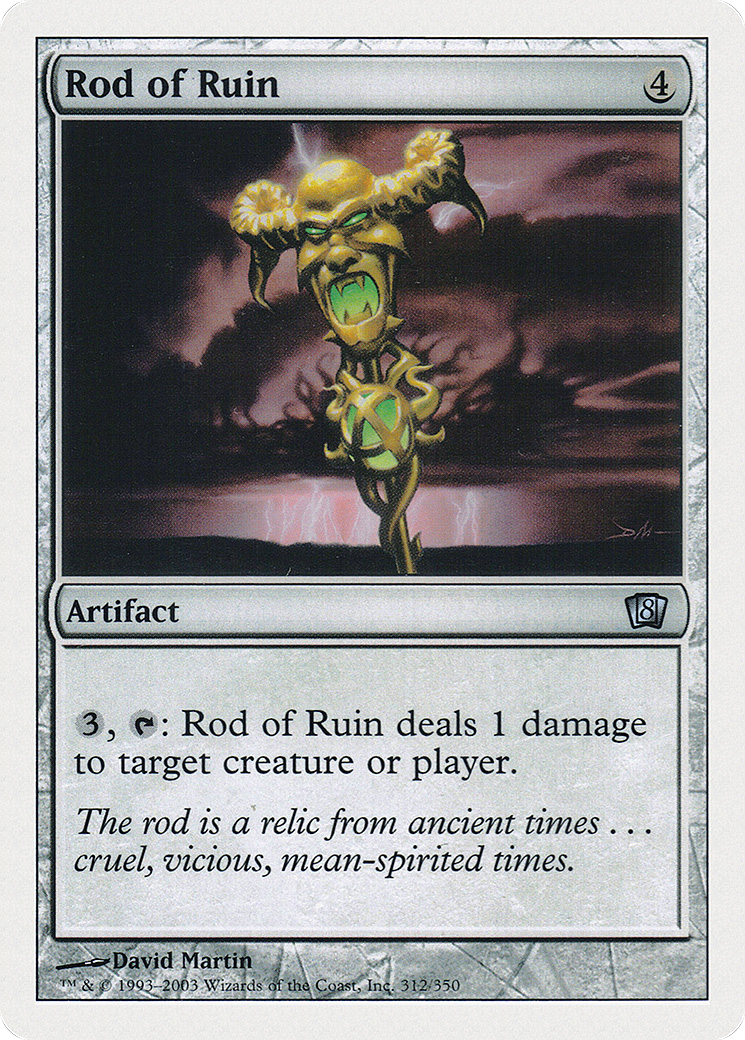 Rod of Ruin 4
DM
Artifact 8
3, : Rod of Ruin deals 1 damage
to target creature or player.
The rod is a relic from ancient times . . .
cruel, vicious, mean-spirited times.
David Martin
™ & © 1993–2003 Wizards of the Coast, Inc. 312/350